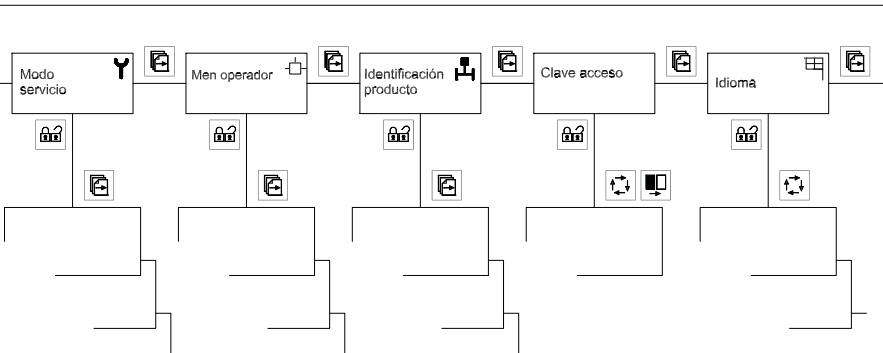 Modo
servicio
Men operador
Identificación
producto
Clave acceso
Idioma